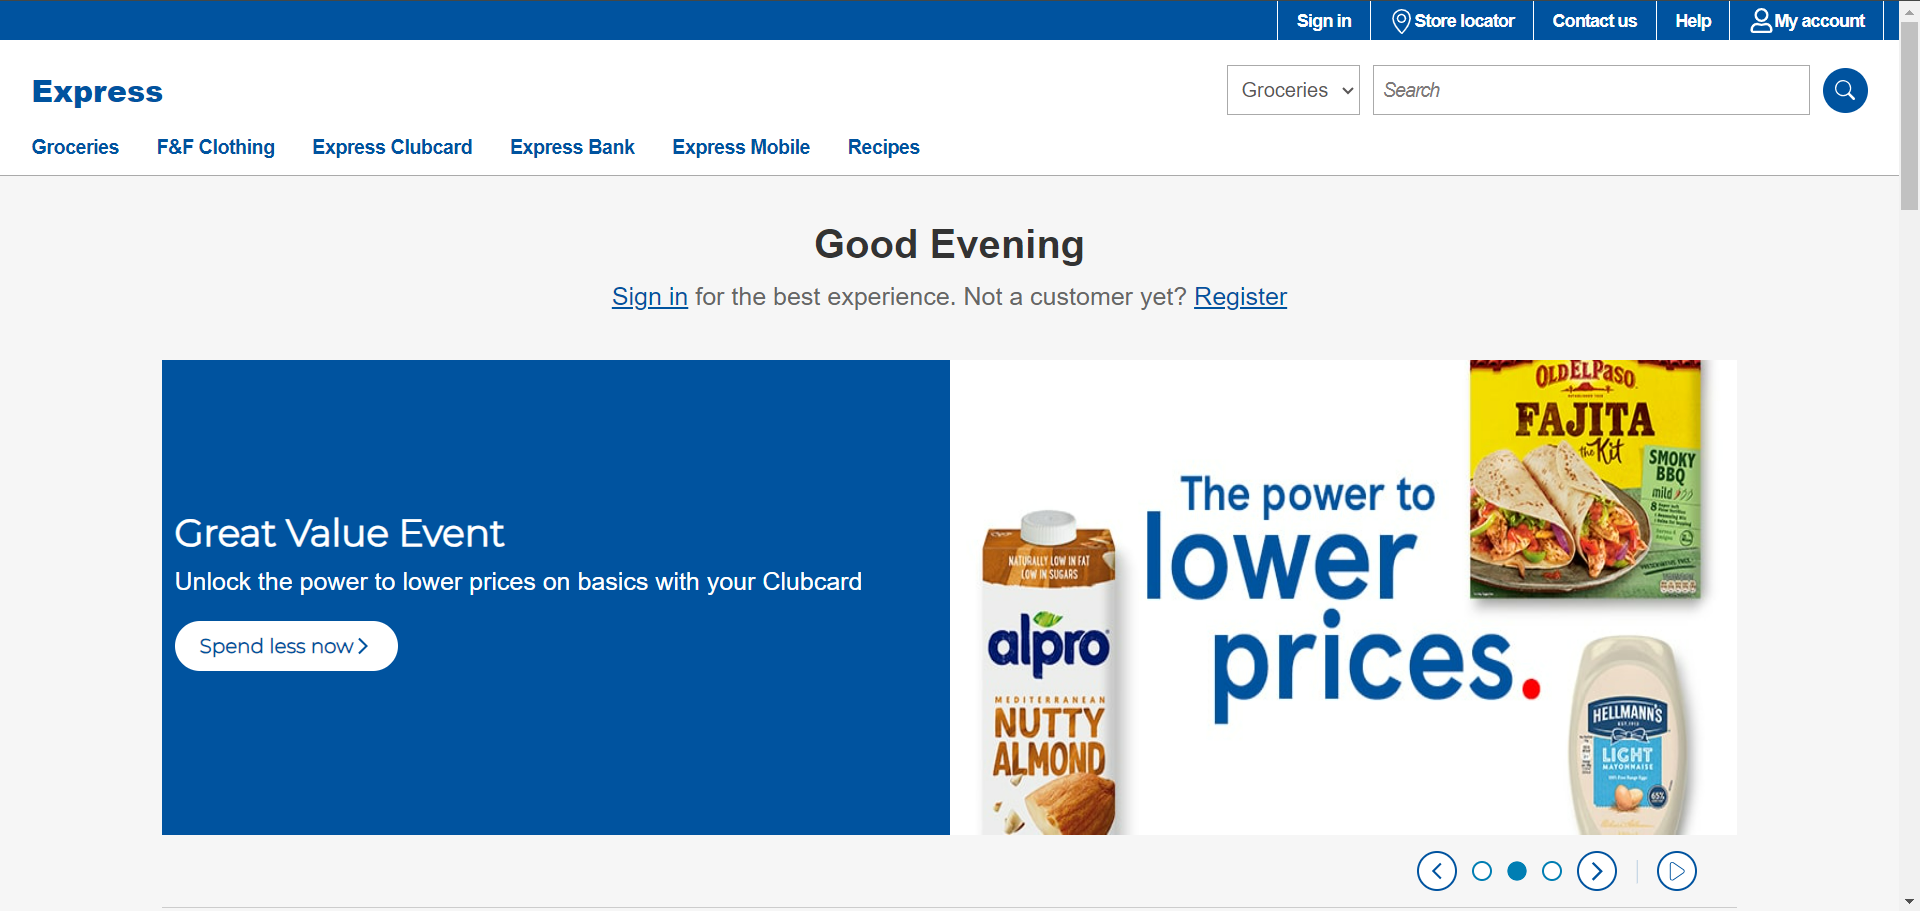 Sign in
Store locator
Contact us
Help
My account
Express
Groceries
Search
Groceries
F&F Clothing
Express Clubcard
Express Bank
Express Mobile
Recipes
Good Evening
Sign in for the best experience. Not a customer yet? Register
Great Value Event
Unlock the power to lower prices on basics with your Clubcard
Spend less now
The power to
lower
prices.
NATURALLY LOW IN FAT
LOW IN SUGARS
alpro
MEDITERRANEAN
NUTTY
ALMOND
OLD EL PASO
FAJITA
the Kit
SMOKY
BBQ
mild
HELLMANN'S
LIGHT
MAYONNAISE
65%